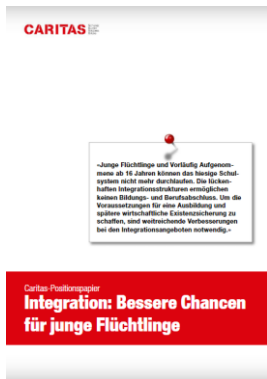 CARITAS
«Junge Flüchtlinge und Vorläufig Aufgenom-
mene ab 16 Jahren können das hiesige Schul-
system nicht mehr durchlaufen. Die lücken-
haften Integrationsstrukturen ermöglichen
keinen Bildungs- und Berufsabschluss. Um die
Voraussetzungen für eine Ausbildung und
spätere wirtschaftliche Existenzsicherung zu
schaffen, sind weitreichende Verbesserungen
bei den Integrationsangeboten notwendig.»
Caritas-Positionspapier
Integration: Bessere Chancen
für junge Flüchtlinge